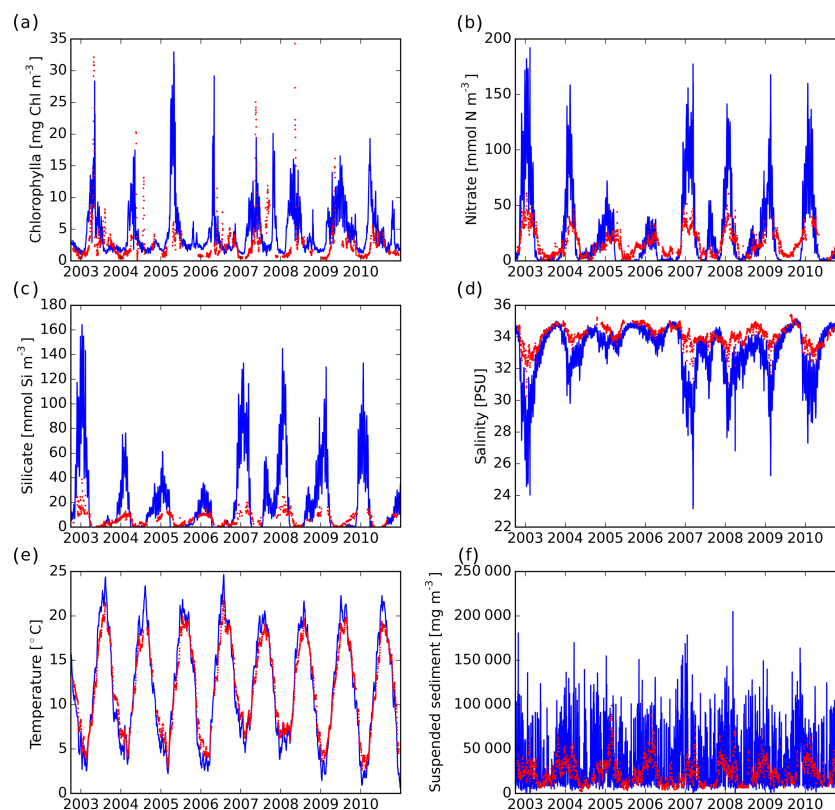 (a)
35
30
25
20
15
10
5
0
Chlorophylla [mg Chl m⁻³]
2003 2004 2005 2006 2007 2008 2009 2010
(b)
200
150
100
50
0
Nitrate [mmol N m⁻³]
2003 2004 2005 2006 2007 2008 2009 2010
(c)
180
160
140
120
100
80
60
40
20
0
Silicate [mmol Si m⁻³]
2003 2004 2005 2006 2007 2008 2009 2010
(d)
36
34
32
30
28
26
24
22
Salinity [PSU]
2003 2004 2005 2006 2007 2008 2009 2010
(e)
25
20
15
10
5
0
Temperature [°C]
2003 2004 2005 2006 2007 2008 2009 2010
(f)
250 000
200 000
150 000
100 000
50 000
0
Suspended sediment [mg m⁻³]
2003 2004 2005 2006 2007 2008 2009 2010